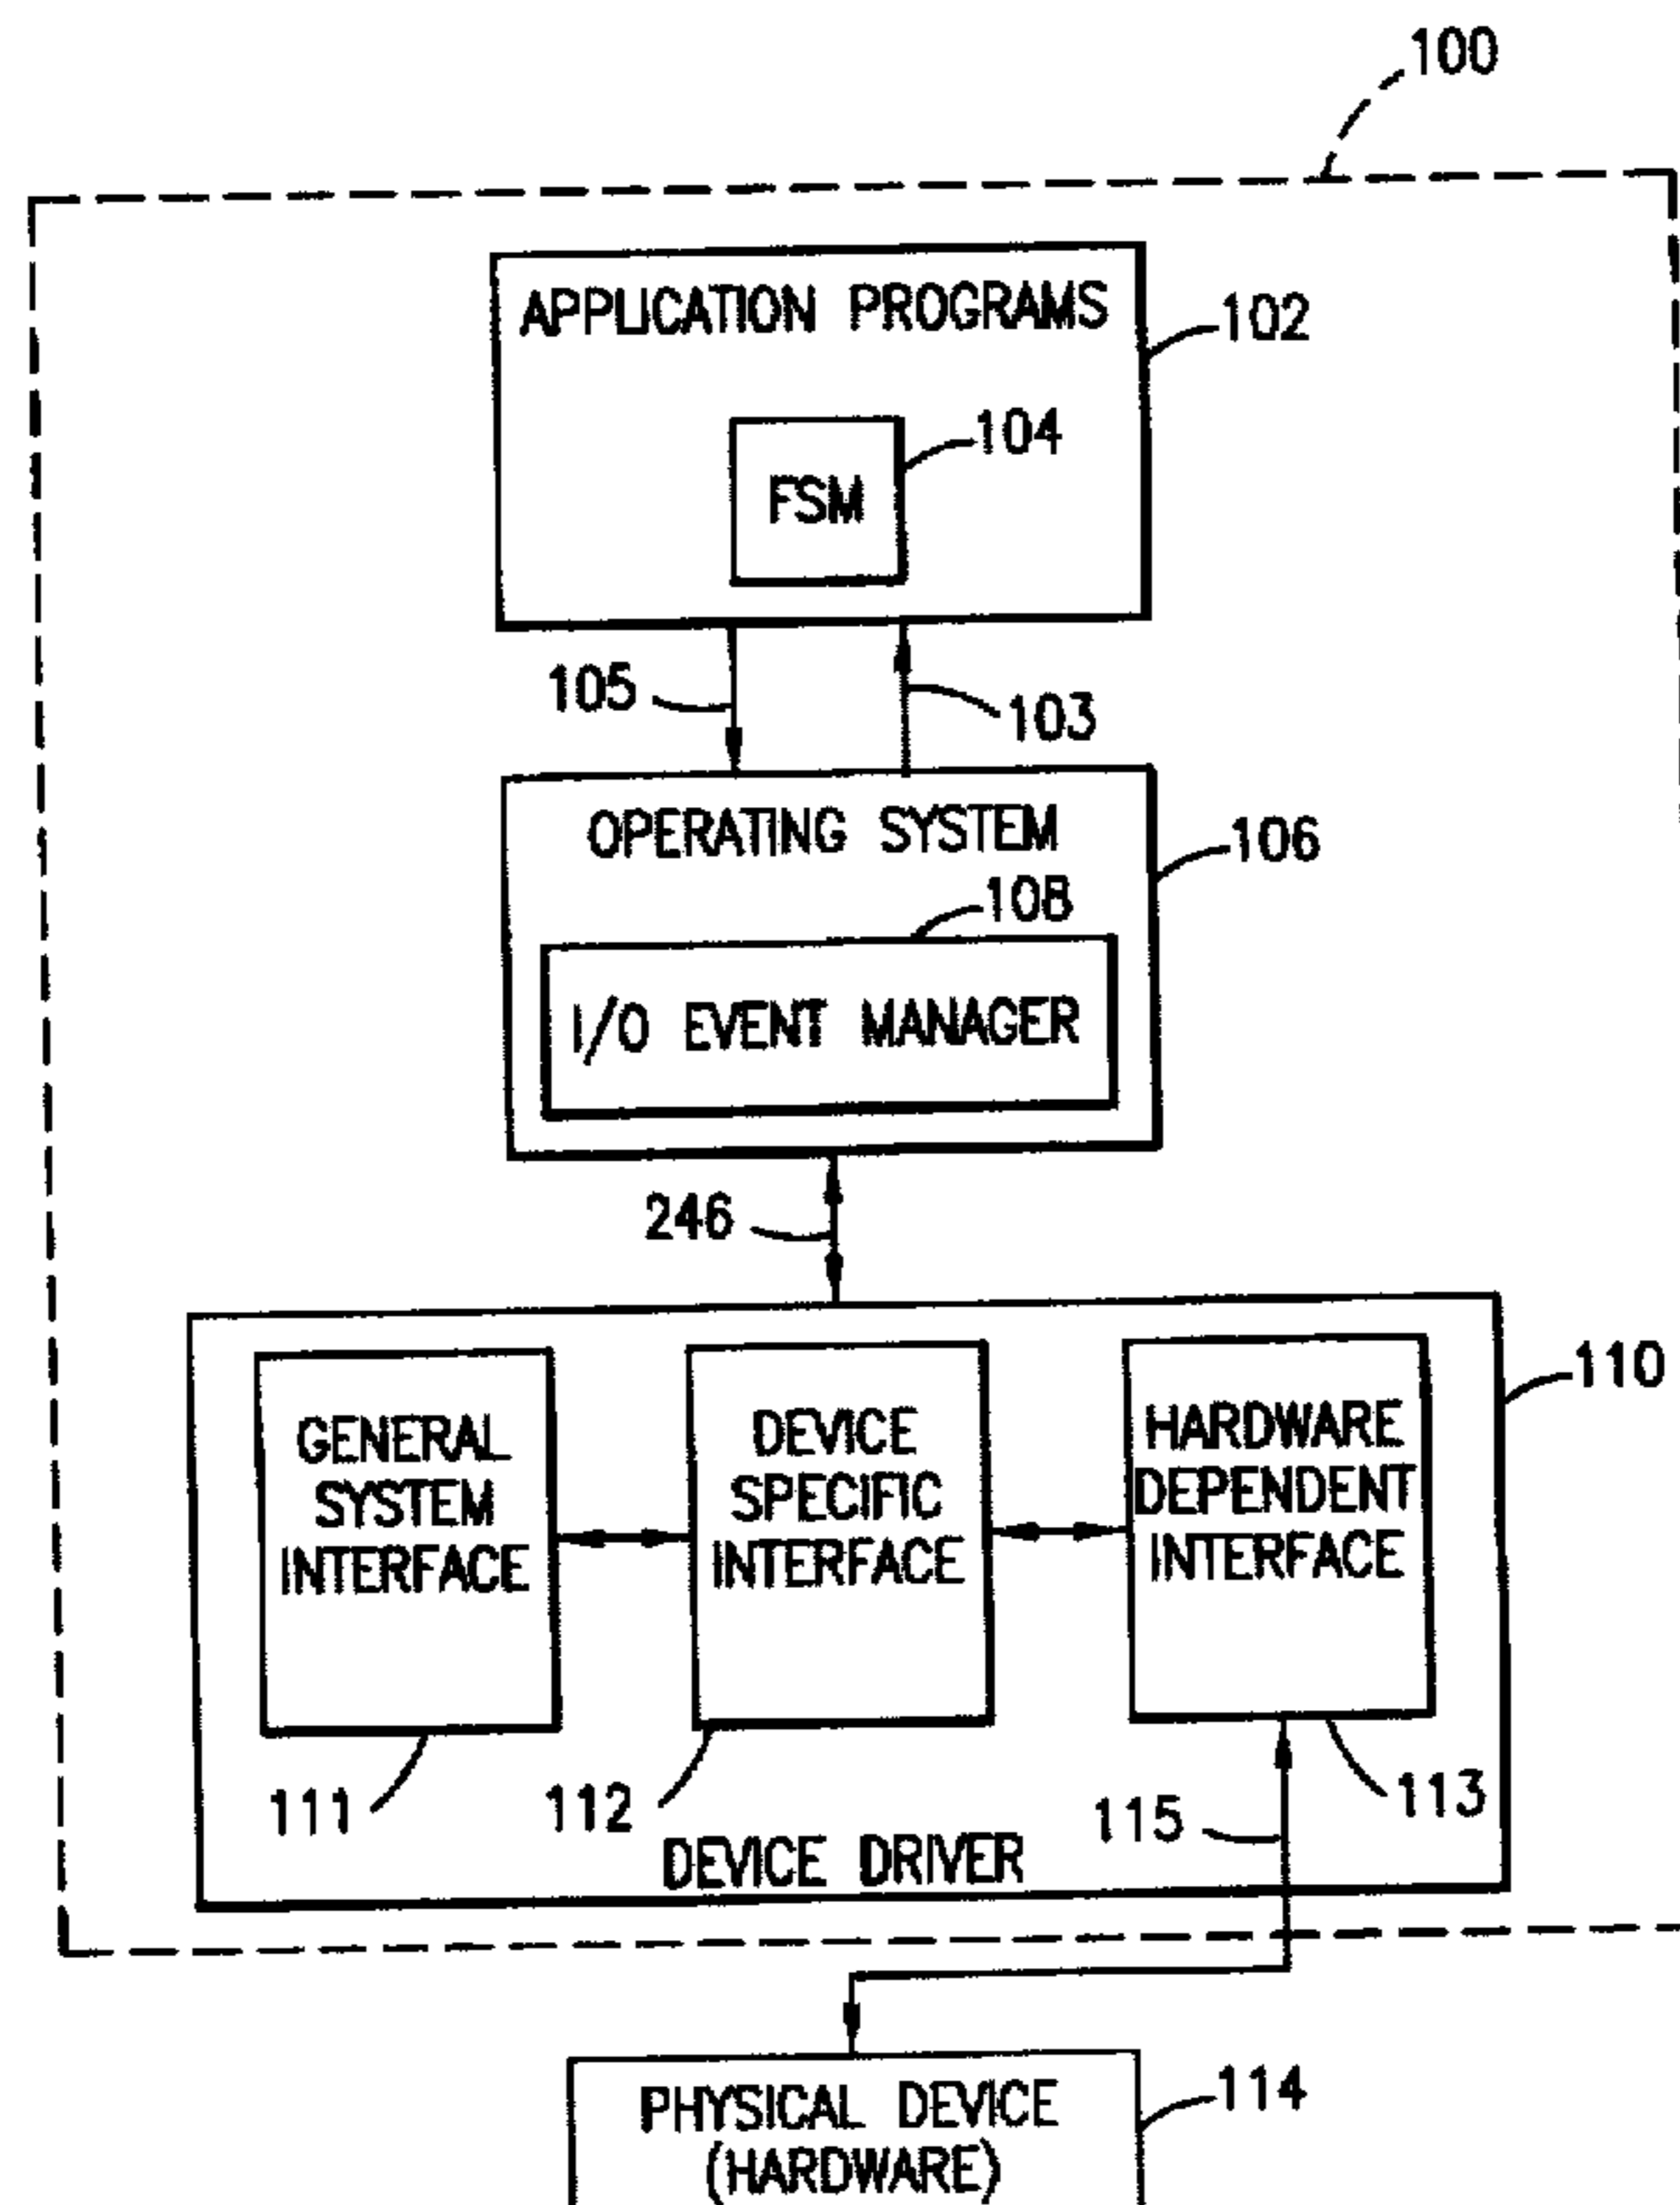 100
APPLICATION PROGRAMS
102
104
FSM
105
103
OPERATING SYSTEM
106
108
I/O EVENT MANAGER
246
110
GENERAL
SYSTEM
INTERFACE
DEVICE
SPECIFIC
INTERFACE
HARDWARE
DEPENDENT
INTERFACE
111
112
115
113
DEVICE DRIVER
PHYSICAL DEVICE
(HARDWARE)
114